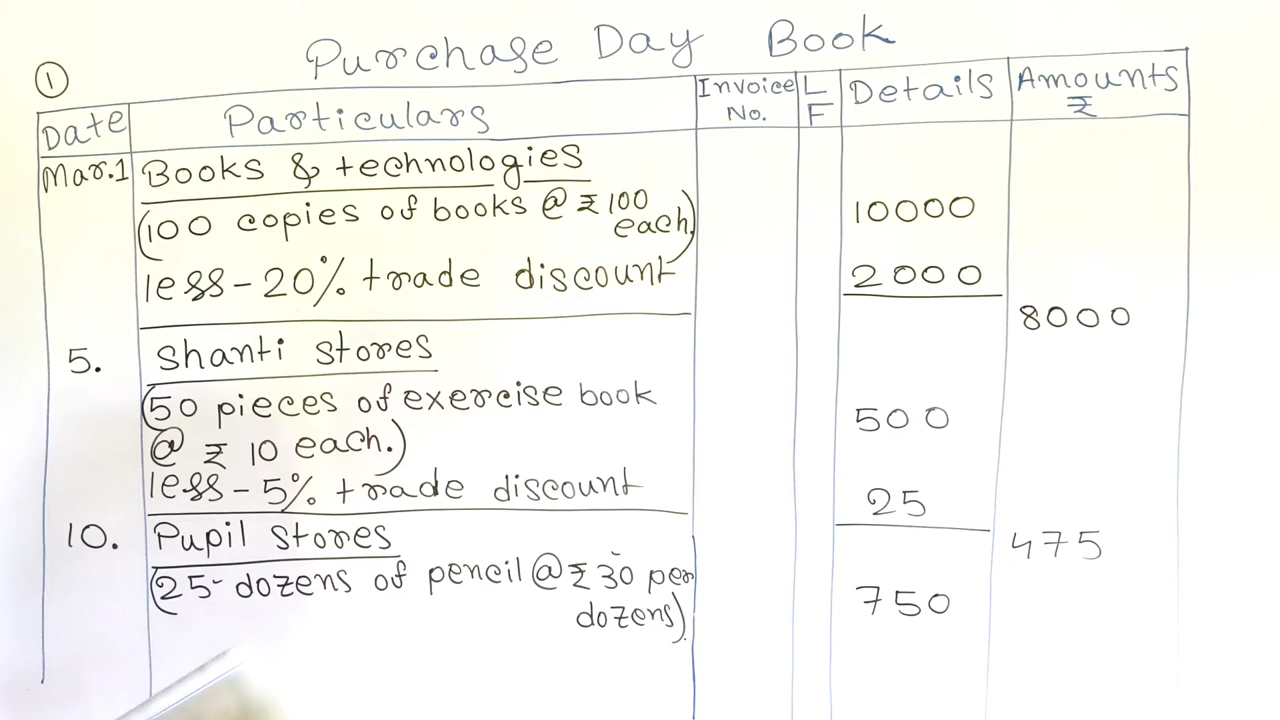 Purchase Day Book
1
Date Particulars Invoice No. L F Details Amounts ₹
Mar.1 Books & technologies
(100 copies of books @ ₹ 100 each.) 10000
less - 20% trade discount 2000
8000
5. Shanti stores
(50 pieces of exercise book
@ ₹ 10 each.) 500
less - 5% trade discount 25
475
10. Pupil stores
(25 - dozens of pencil @ ₹ 30 per
dozens). 750